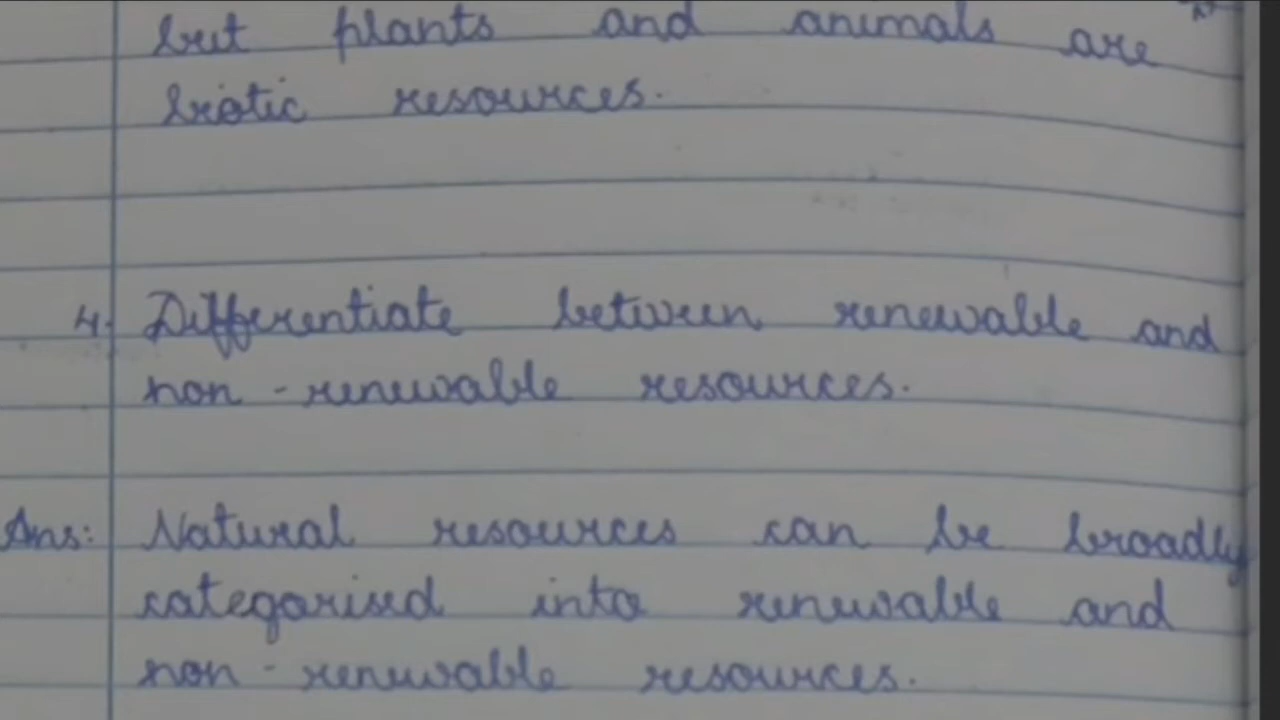 but plants and animals are
biotic resources.
4. Differentiate between renewable and
non-renewable resources.
Ans: Natural resources can be broadly
categorised into renewable and
non-renewable resources.